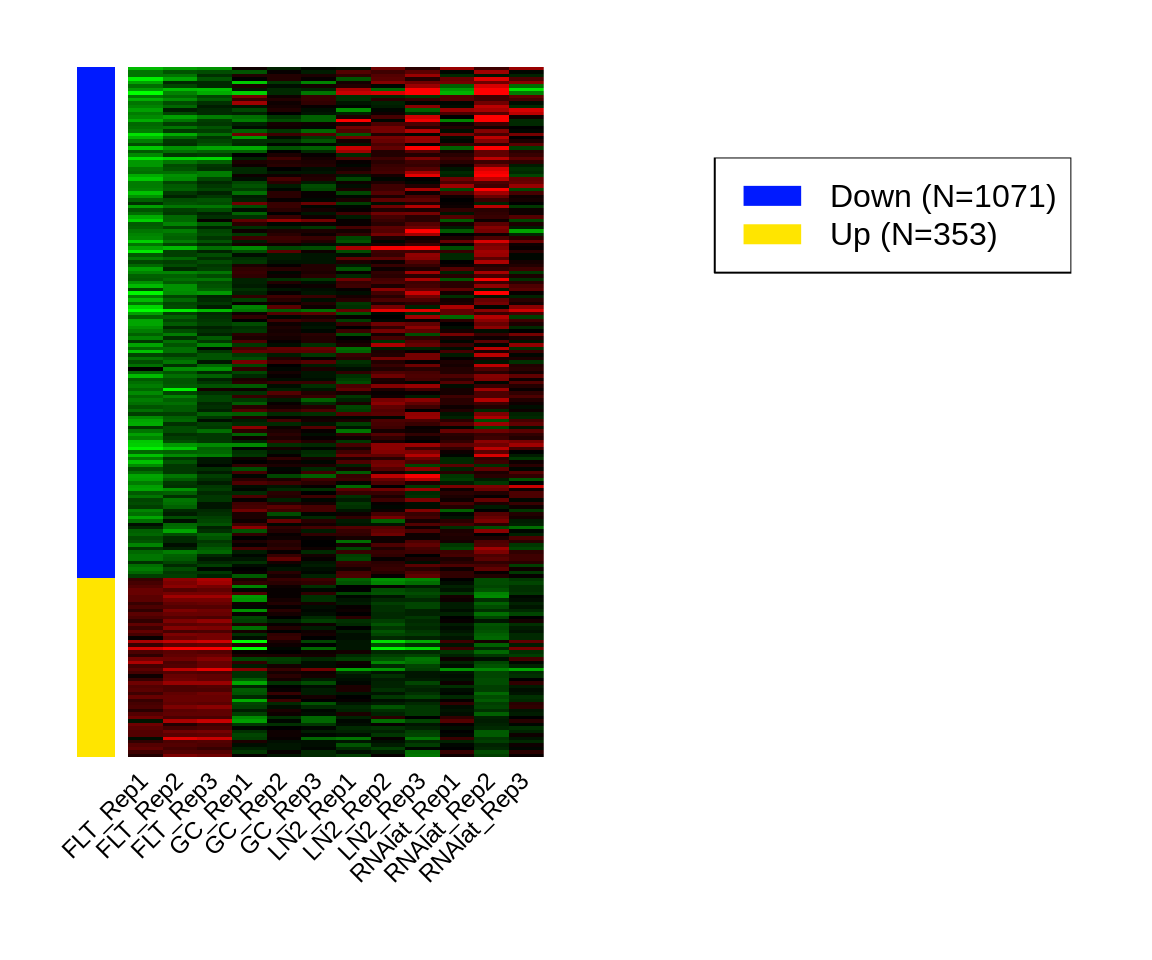 Down (N=1071)
Up (N=353)
FLT_Rep1
FLT_Rep2
FLT_Rep3
GC_Rep1
GC_Rep2
GC_Rep3
LN2_Rep1
LN2_Rep2
LN2_Rep3
RNAlat_Rep1
RNAlat_Rep2
RNAlat_Rep3